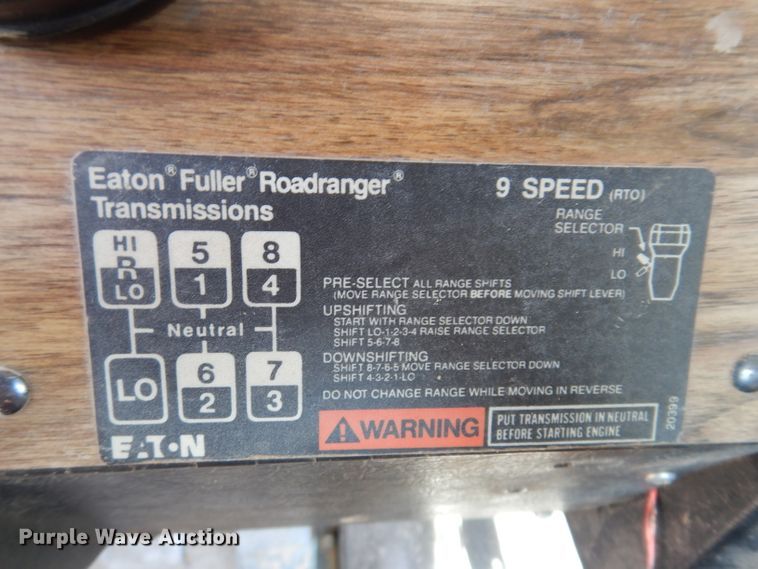 Eaton® Fuller® Roadranger®
Transmissions
9 SPEED (RTO)
RANGE
SELECTOR
HI
LO
HI
R
LO
5
1
8
4
Neutral
LO
6
2
7
3
PRE-SELECT ALL RANGE SHIFTS
(MOVE RANGE SELECTOR BEFORE MOVING SHIFT LEVER)
UPSHIFTING
START WITH RANGE SELECTOR DOWN
SHIFT LO-1-2-3-4 RAISE RANGE SELECTOR
SHIFT 5-6-7-8
DOWNSHIFTING
SHIFT 8-7-6-5 MOVE RANGE SELECTOR DOWN
SHIFT 4-3-2-1-LO
DO NOT CHANGE RANGE WHILE MOVING IN REVERSE
WARNING
PUT TRANSMISSION IN NEUTRAL
BEFORE STARTING ENGINE
20399
EATON
Purple Wave Auction